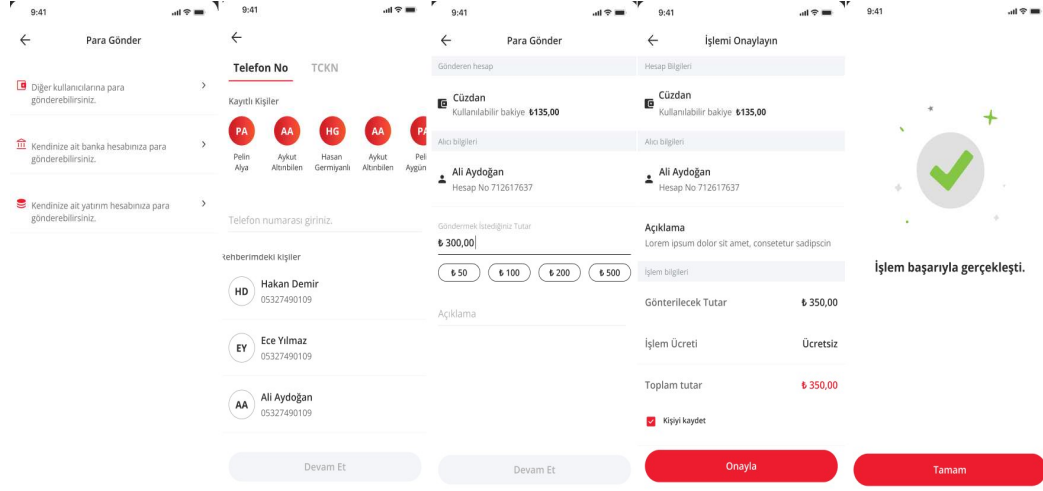 9:41
Para Gönder
Diğer kullanıcılarına para
gönderebilirsiniz.
Kendinize ait banka hesabınıza para
gönderebilirsiniz.
Kendinize ait yatırım hesabınıza para
gönderebilirsiniz.
9:41
Telefon No
TCKN
Kayıtlı Kişiler
PA
AA
HG
AA
PA
Pelin
Alya
Aykut
Altınbilen
Hasan
Germiyanlı
Aykut
Altınbilen
Peli
Aygün
Telefon numarası giriniz.
Rehberimdeki kişiler
HD
Hakan Demir
05327490109
EY
Ece Yılmaz
05327490109
AA
Ali Aydoğan
05327490109
Devam Et
9:41
Para Gönder
Gönderen hesap
Cüzdan
Kullanılabilir bakiye ₺135,00
Alıcı bilgileri
Ali Aydoğan
Hesap No 712617637
Göndermek İstediğiniz Tutar
₺ 300,00
₺ 50
₺ 100
₺ 200
₺ 500
Açıklama
Devam Et
9:41
İşlemi Onaylayın
Hesap Bilgileri
Cüzdan
Kullanılabilir bakiye ₺135,00
Alıcı bilgileri
Ali Aydoğan
Hesap No 712617637
Açıklama
Lorem ipsum dolor sit amet, consetetur sadipscin
İşlem bilgileri
Gönterilecek Tutar ₺ 350,00
İşlem Ücreti Ücretsiz
Toplam tutar ₺ 350,00
Kişiyi kaydet
Onayla
9:41
İşlem başarıyla gerçekleşti.
Tamam